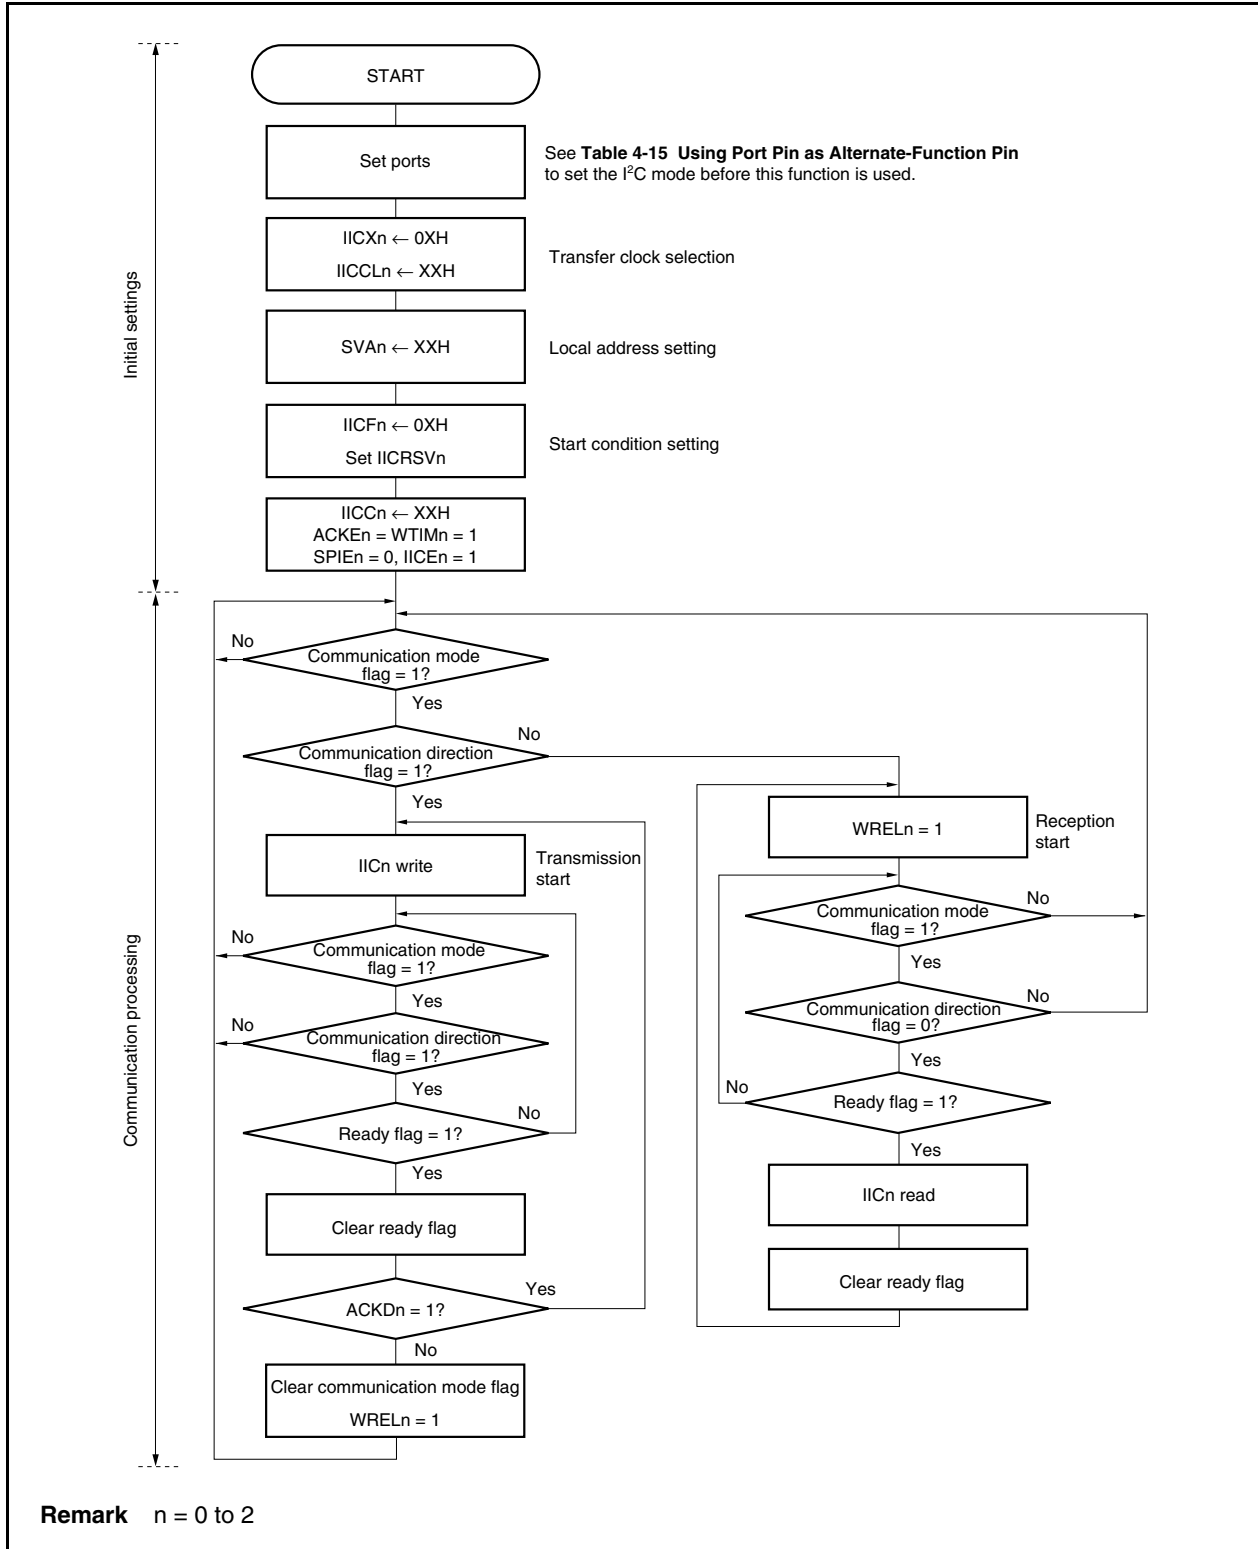 START
Set ports
See Table 4-15 Using Port Pin as Alternate-Function Pin
to set the I²C mode before this function is used.
IICXn ← 0XH
IICCLn ← XXH
Transfer clock selection
SVAn ← XXH
Local address setting
IICFn ← 0XH
Set IICRSVn
Start condition setting
IICCn ← XXH
ACKEn = WTIMn = 1
SPIEn = 0, IICEn = 1
Initial settings
No
Communication mode
flag = 1?
Yes
Communication direction
flag = 1?
No
Yes
IICn write
Transmission
start
No
Communication mode
flag = 1?
Yes
No
Communication direction
flag = 1?
Yes
Ready flag = 1?
No
Yes
Clear ready flag
ACKDn = 1?
Yes
No
Clear communication mode flag
WRELn = 1
WRELn = 1
Reception
start
Communication mode
flag = 1?
No
Yes
Communication direction
flag = 0?
No
Yes
No
Ready flag = 1?
Yes
IICn read
Clear ready flag
Communication processing
Remark n = 0 to 2